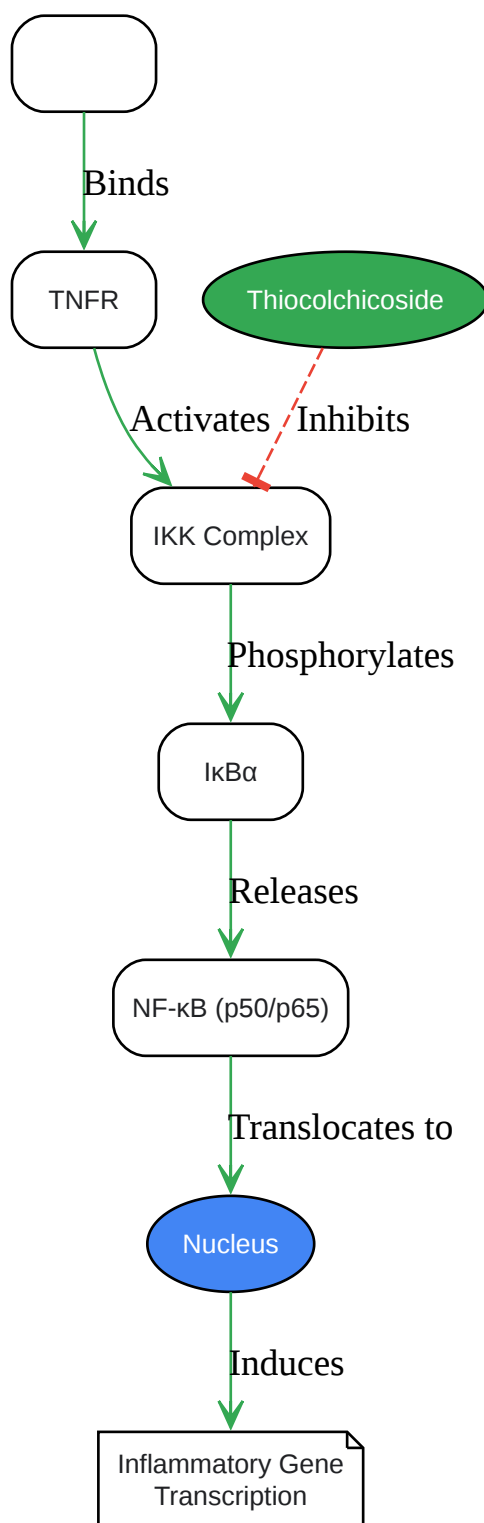 Binds
TNFR
Thiocolchicoside
Activates
Inhibits
IKK Complex
Phosphorylates
IκBα
Releases
NF-κB (p50/p65)
Translocates to
Nucleus
Induces
Inflammatory Gene
Transcription